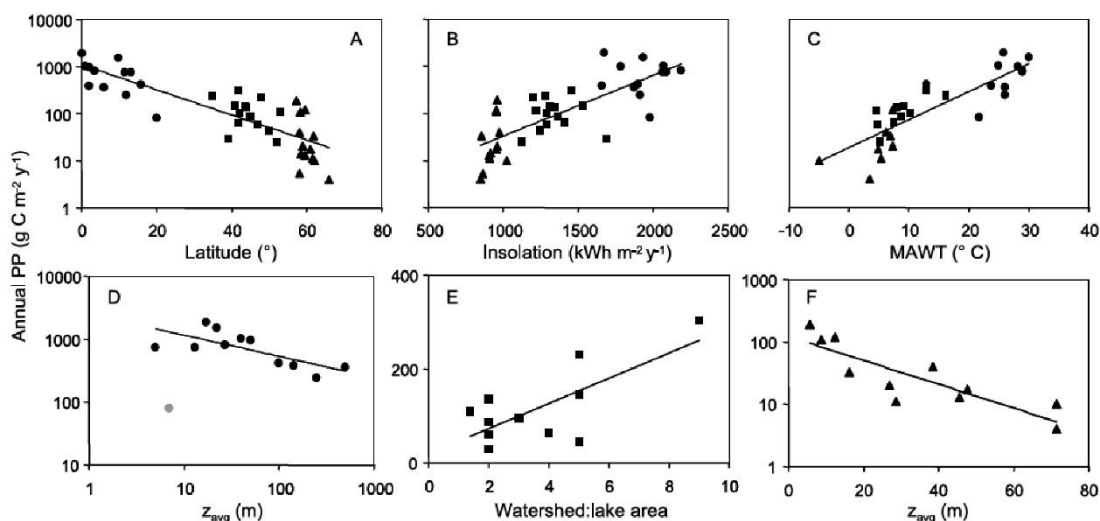 A
B
C
10000
1000
100
10
1
0 20 40 60 80
Latitude (°)
500 1000 1500 2000 2500
Insolation (kWh m⁻² y⁻¹)
-10 0 10 20 30 40
MAWT (° C)
Annual PP (g C m⁻² y⁻¹)
D
10000
1000
100
10
1 10 100 1000
zavg (m)
E
400
200
0
2 4 6 8 10
Watershed:lake area
F
1000
100
10
1
0 20 40 60 80
zavg (m)